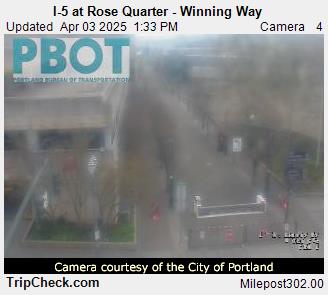 I-5 at Rose Quarter - Winning Way
Updated Apr 03 2025 1:33 PM Camera 4
PBOT
PORTLAND BUREAU OF TRANSPORTATION
Camera courtesy of the City of Portland
TripCheck.com Milepost302.00